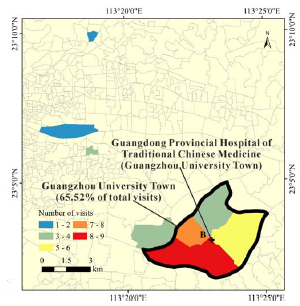 113°20'0"E 113°25'0"E
23°10'0"N 23°10'0"N
N
Guangdong Provincial Hospital of
Traditional Chinese Medicine
(Guangzhou University Town)
23°5'0"N 23°5'0"N
Guangzhou University Town
(65.52% of total visits)
Number of visits
1 - 2 7 - 8
3 - 4 8 - 9
5 - 6
B
0 1.5 3
km
113°20'0"E 113°25'0"E